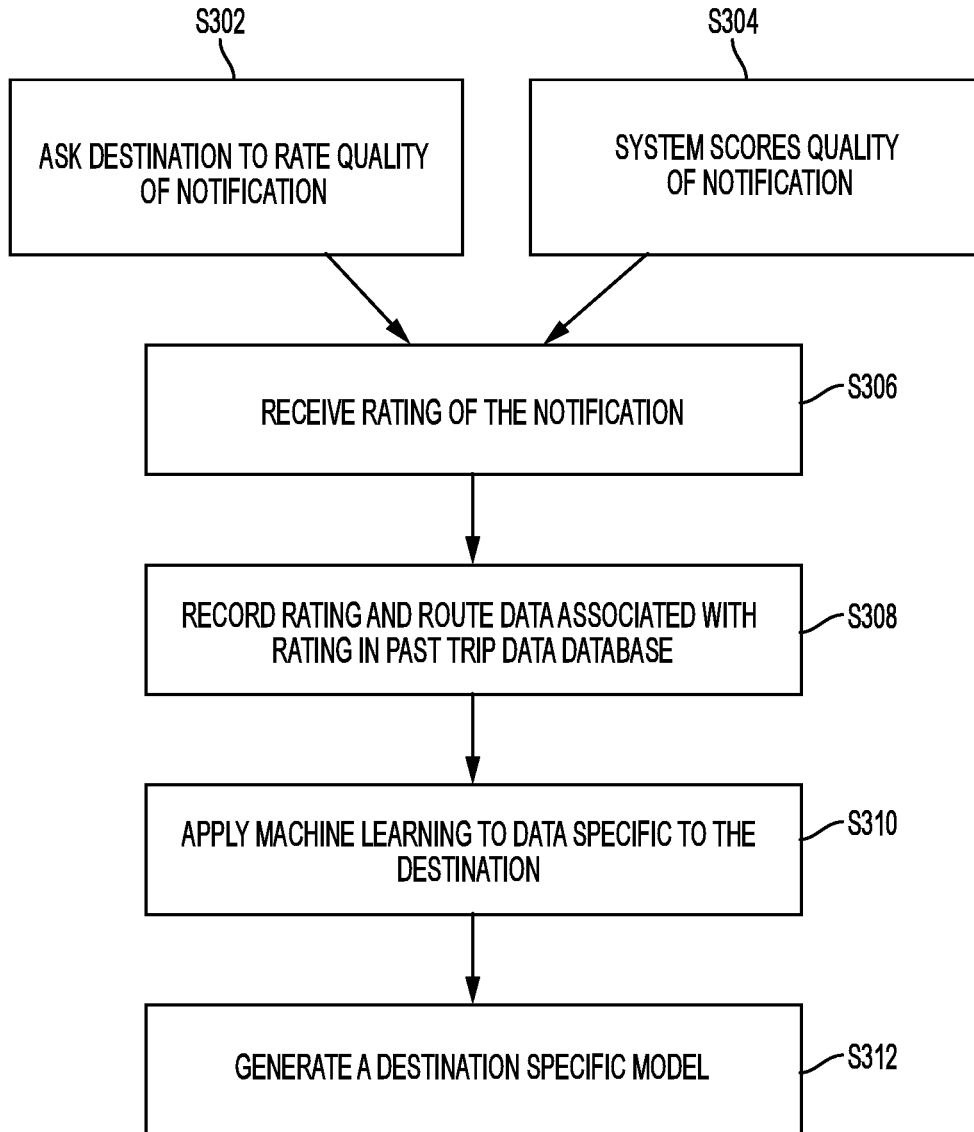 S302
S304
ASK DESTINATION TO RATE QUALITY
OF NOTIFICATION
SYSTEM SCORES QUALITY
OF NOTIFICATION
S306
RECEIVE RATING OF THE NOTIFICATION
S308
RECORD RATING AND ROUTE DATA ASSOCIATED WITH
RATING IN PAST TRIP DATA DATABASE
S310
APPLY MACHINE LEARNING TO DATA SPECIFIC TO THE
DESTINATION
S312
GENERATE A DESTINATION SPECIFIC MODEL